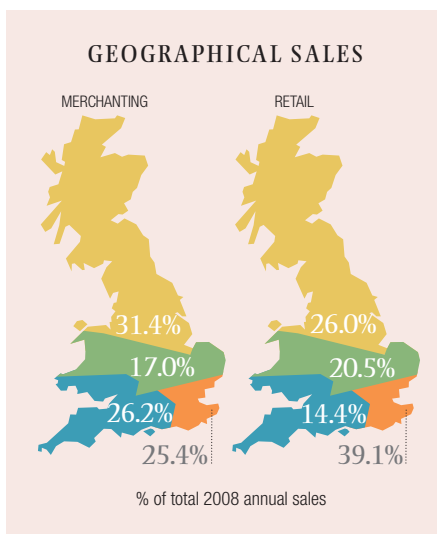 GEOGRAPHICAL SALES
MERCHANTING
RETAIL
31.4%
17.0%
26.2%
25.4%
26.0%
20.5%
14.4%
39.1%
% of total 2008 annual sales